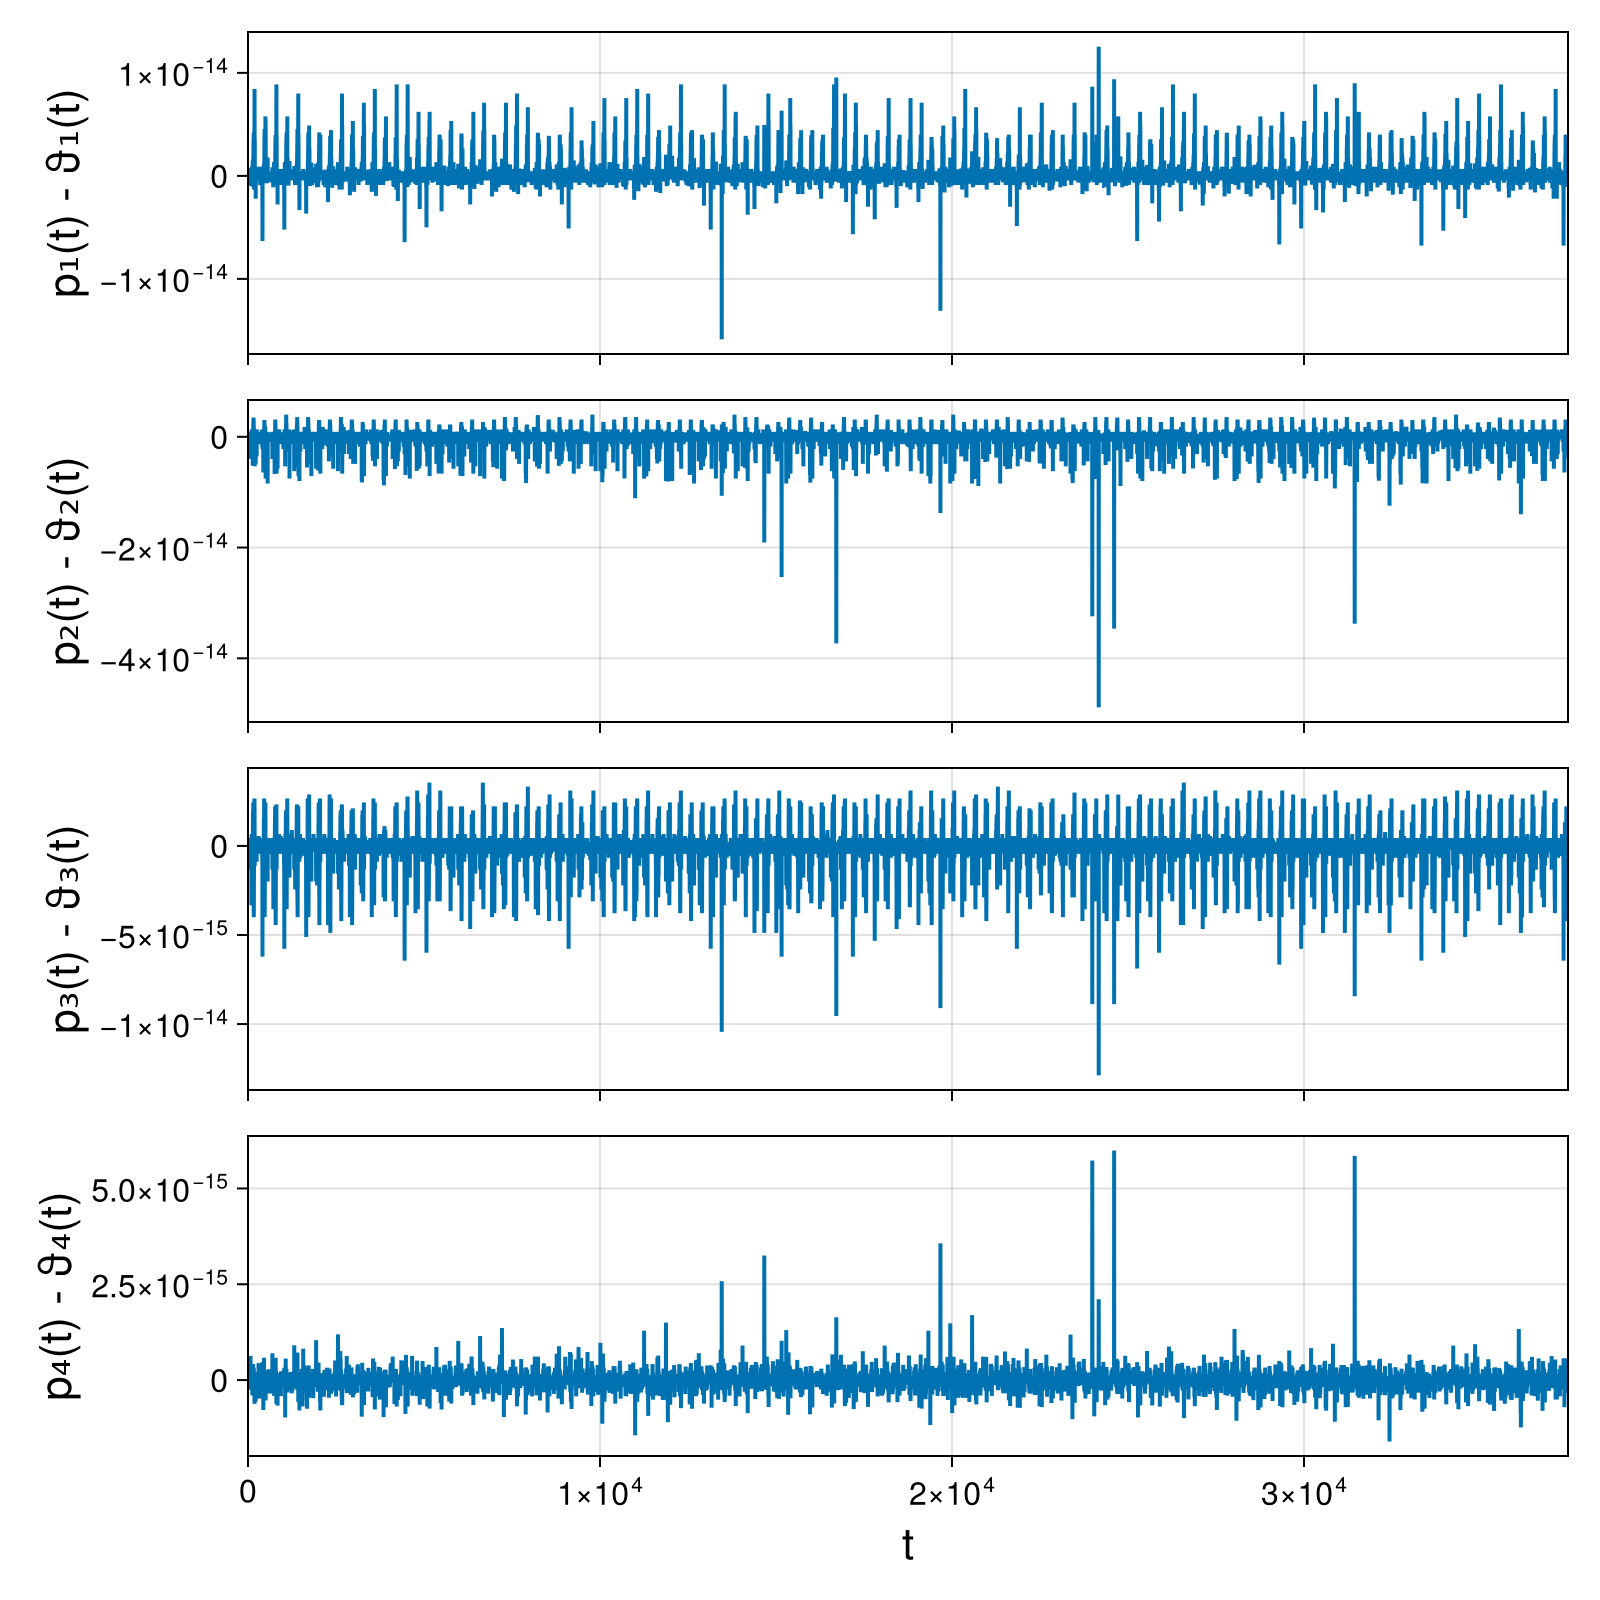 p₁(t) - ϑ₁(t)
1×10⁻¹⁴
0
−1×10⁻¹⁴
p₂(t) - ϑ₂(t)
0
−2×10⁻¹⁴
−4×10⁻¹⁴
p₃(t) - ϑ₃(t)
0
−5×10⁻¹⁵
−1×10⁻¹⁴
p₄(t) - ϑ₄(t)
5.0×10⁻¹⁵
2.5×10⁻¹⁵
0
0 1×10⁴ 2×10⁴ 3×10⁴
t